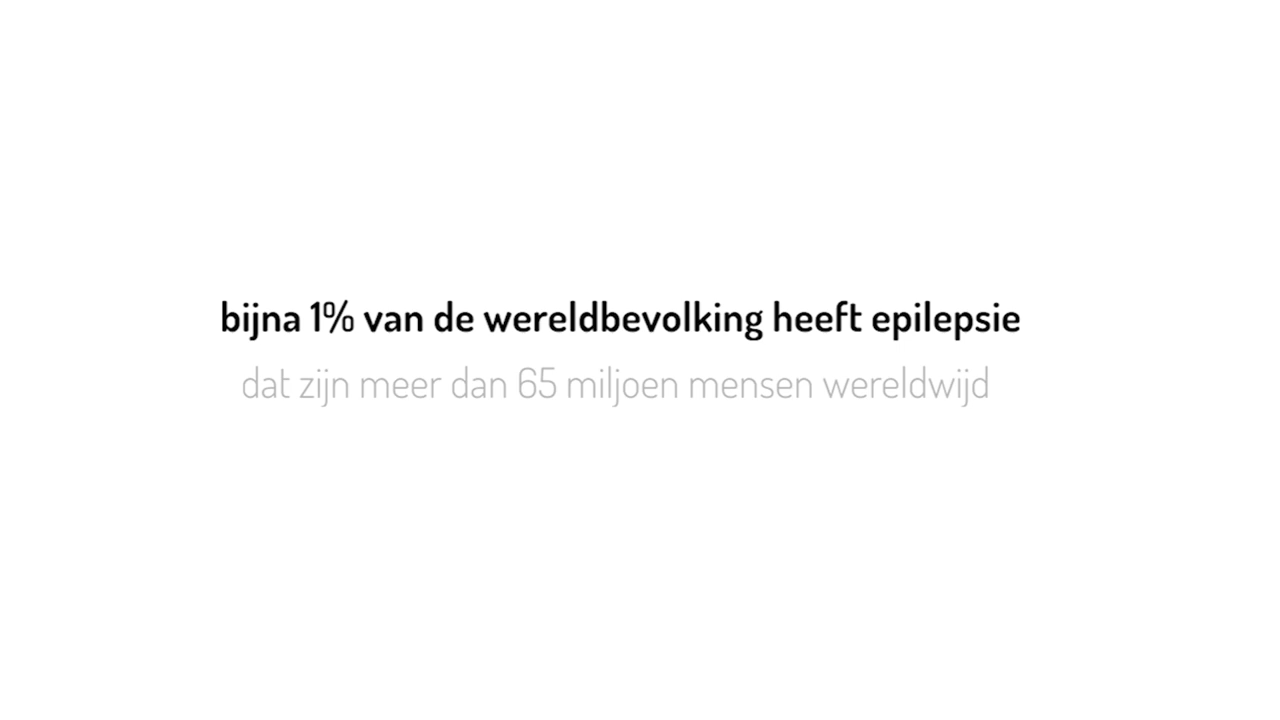 bijna 1% van de wereldbevolking heeft epilepsie
dat zijn meer dan 65 miljoen mensen wereldwijd